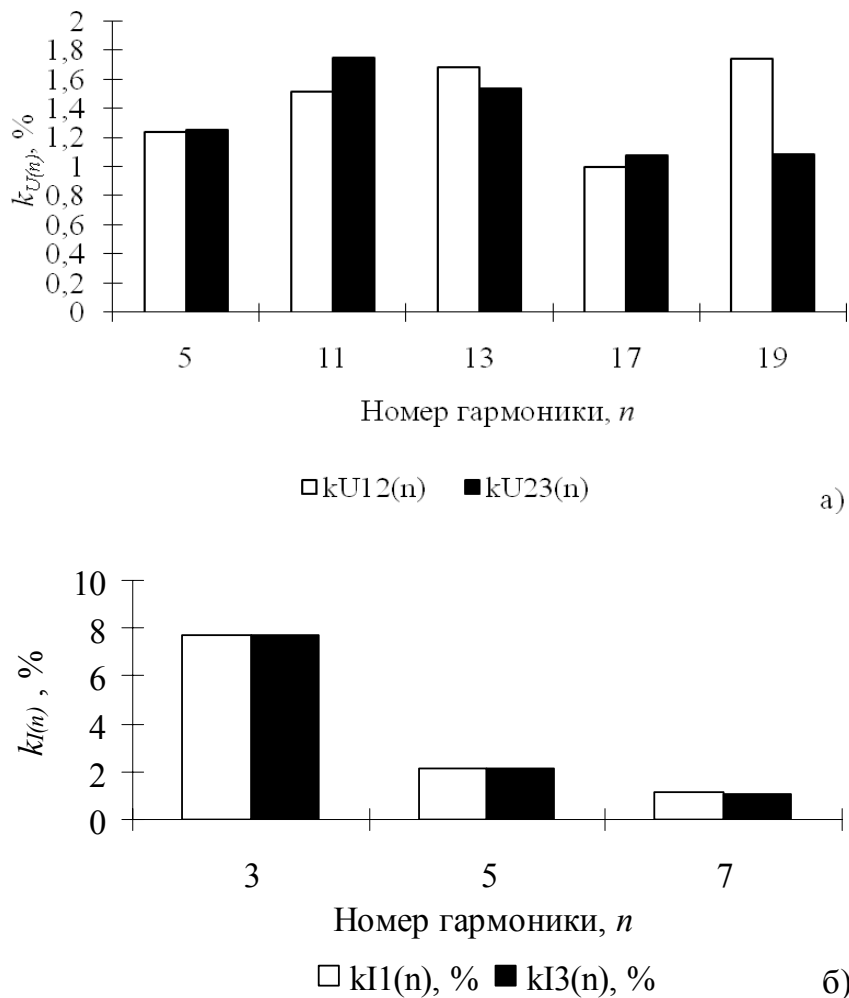 kU(n), %
2
1,8
1,6
1,4
1,2
1
0,8
0,6
0,4
0,2
0
5 11 13 17 19
Номер гармоники, n
kU12(n) kU23(n)
а)
kI(n) , %
10
8
6
4
2
0
3 5 7
Номер гармоники, n
kI1(n), % kI3(n), %
б)